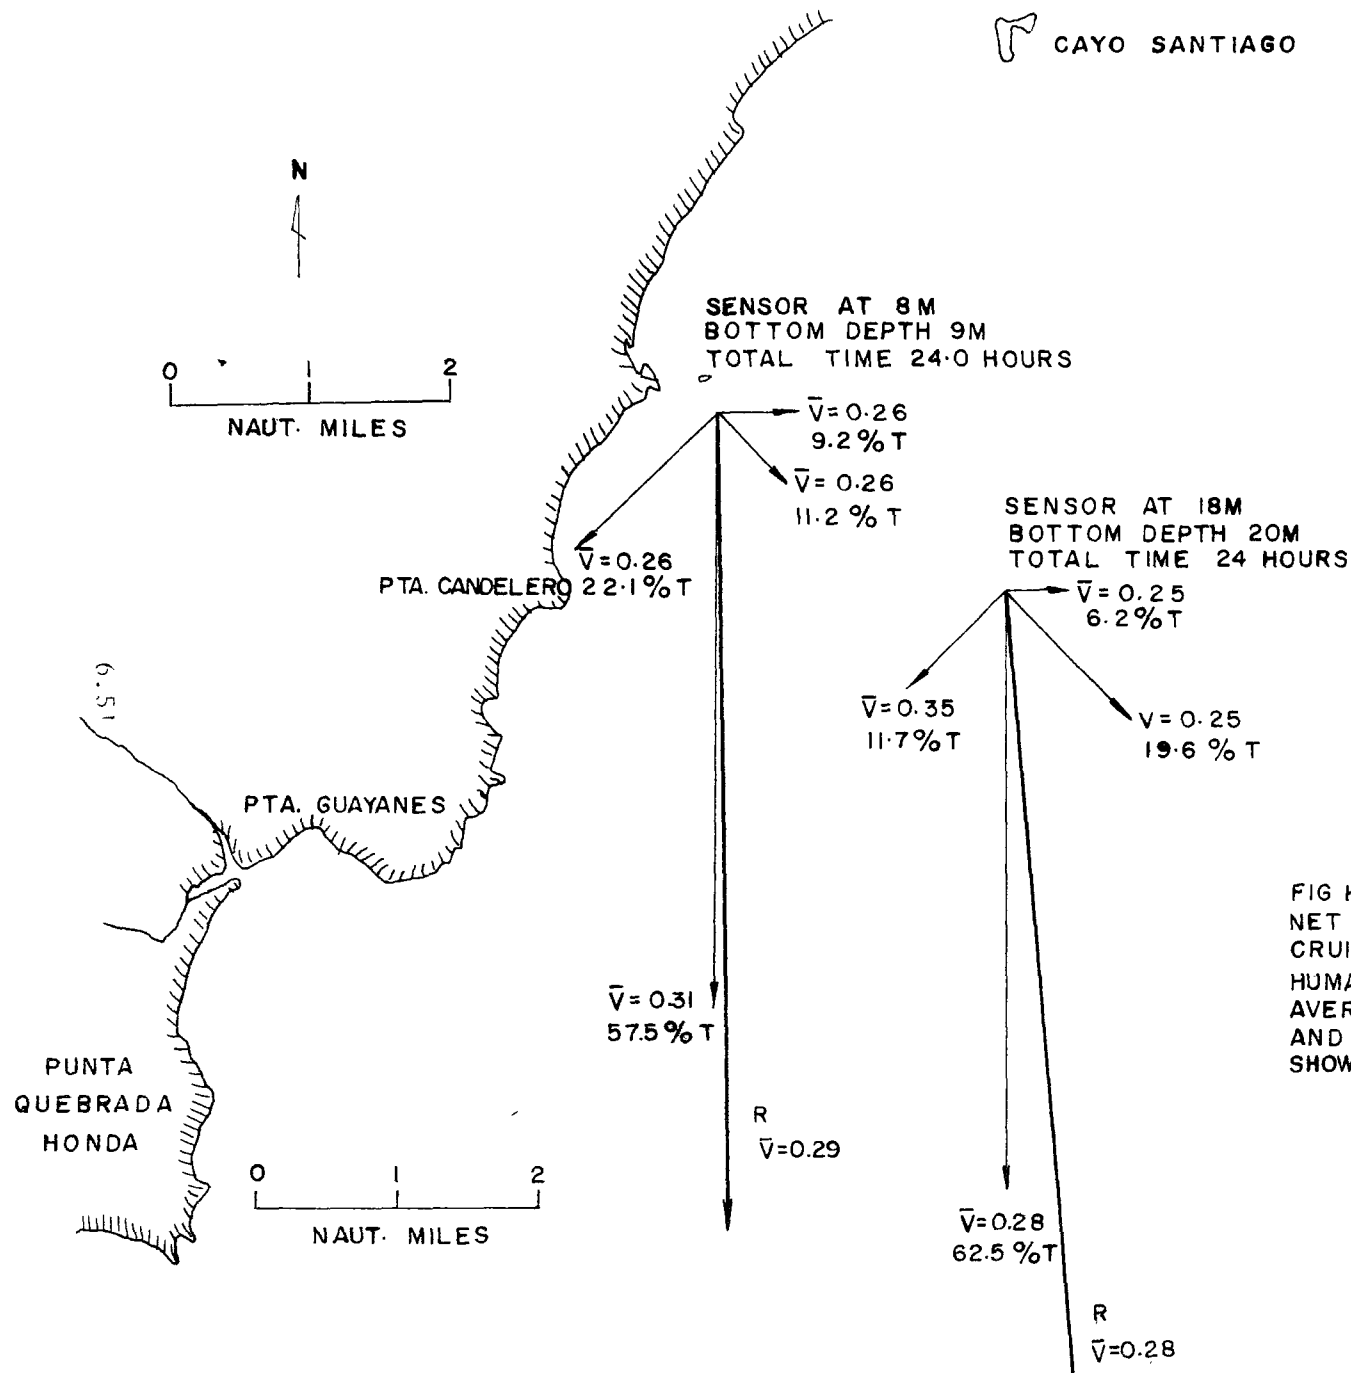 CAYO SANTIAGO
N
0 1 2
NAUT. MILES
SENSOR AT 8M
BOTTOM DEPTH 9M
TOTAL TIME 24.0 HOURS
V̅=0.26
9.2%T
V̅=0.26
11.2%T
V̅=0.26
PTA. CANDELERO 22.1%T
SENSOR AT 18M
BOTTOM DEPTH 20M
TOTAL TIME 24 HOURS
V̅=0.25
6.2%T
V̅=0.35
11.7%T
V=0.25
19.6%T
6.51
PTA. GUAYANES
FIG H
NET
CRUI
HUMA
AVER
AND
SHOW
V̅=0.31
57.5%T
PUNTA
QUEBRADA
HONDA
R
V̅=0.29
0 1 2
NAUT. MILES
V̅=0.28
62.5%T
R
V̅=0.28